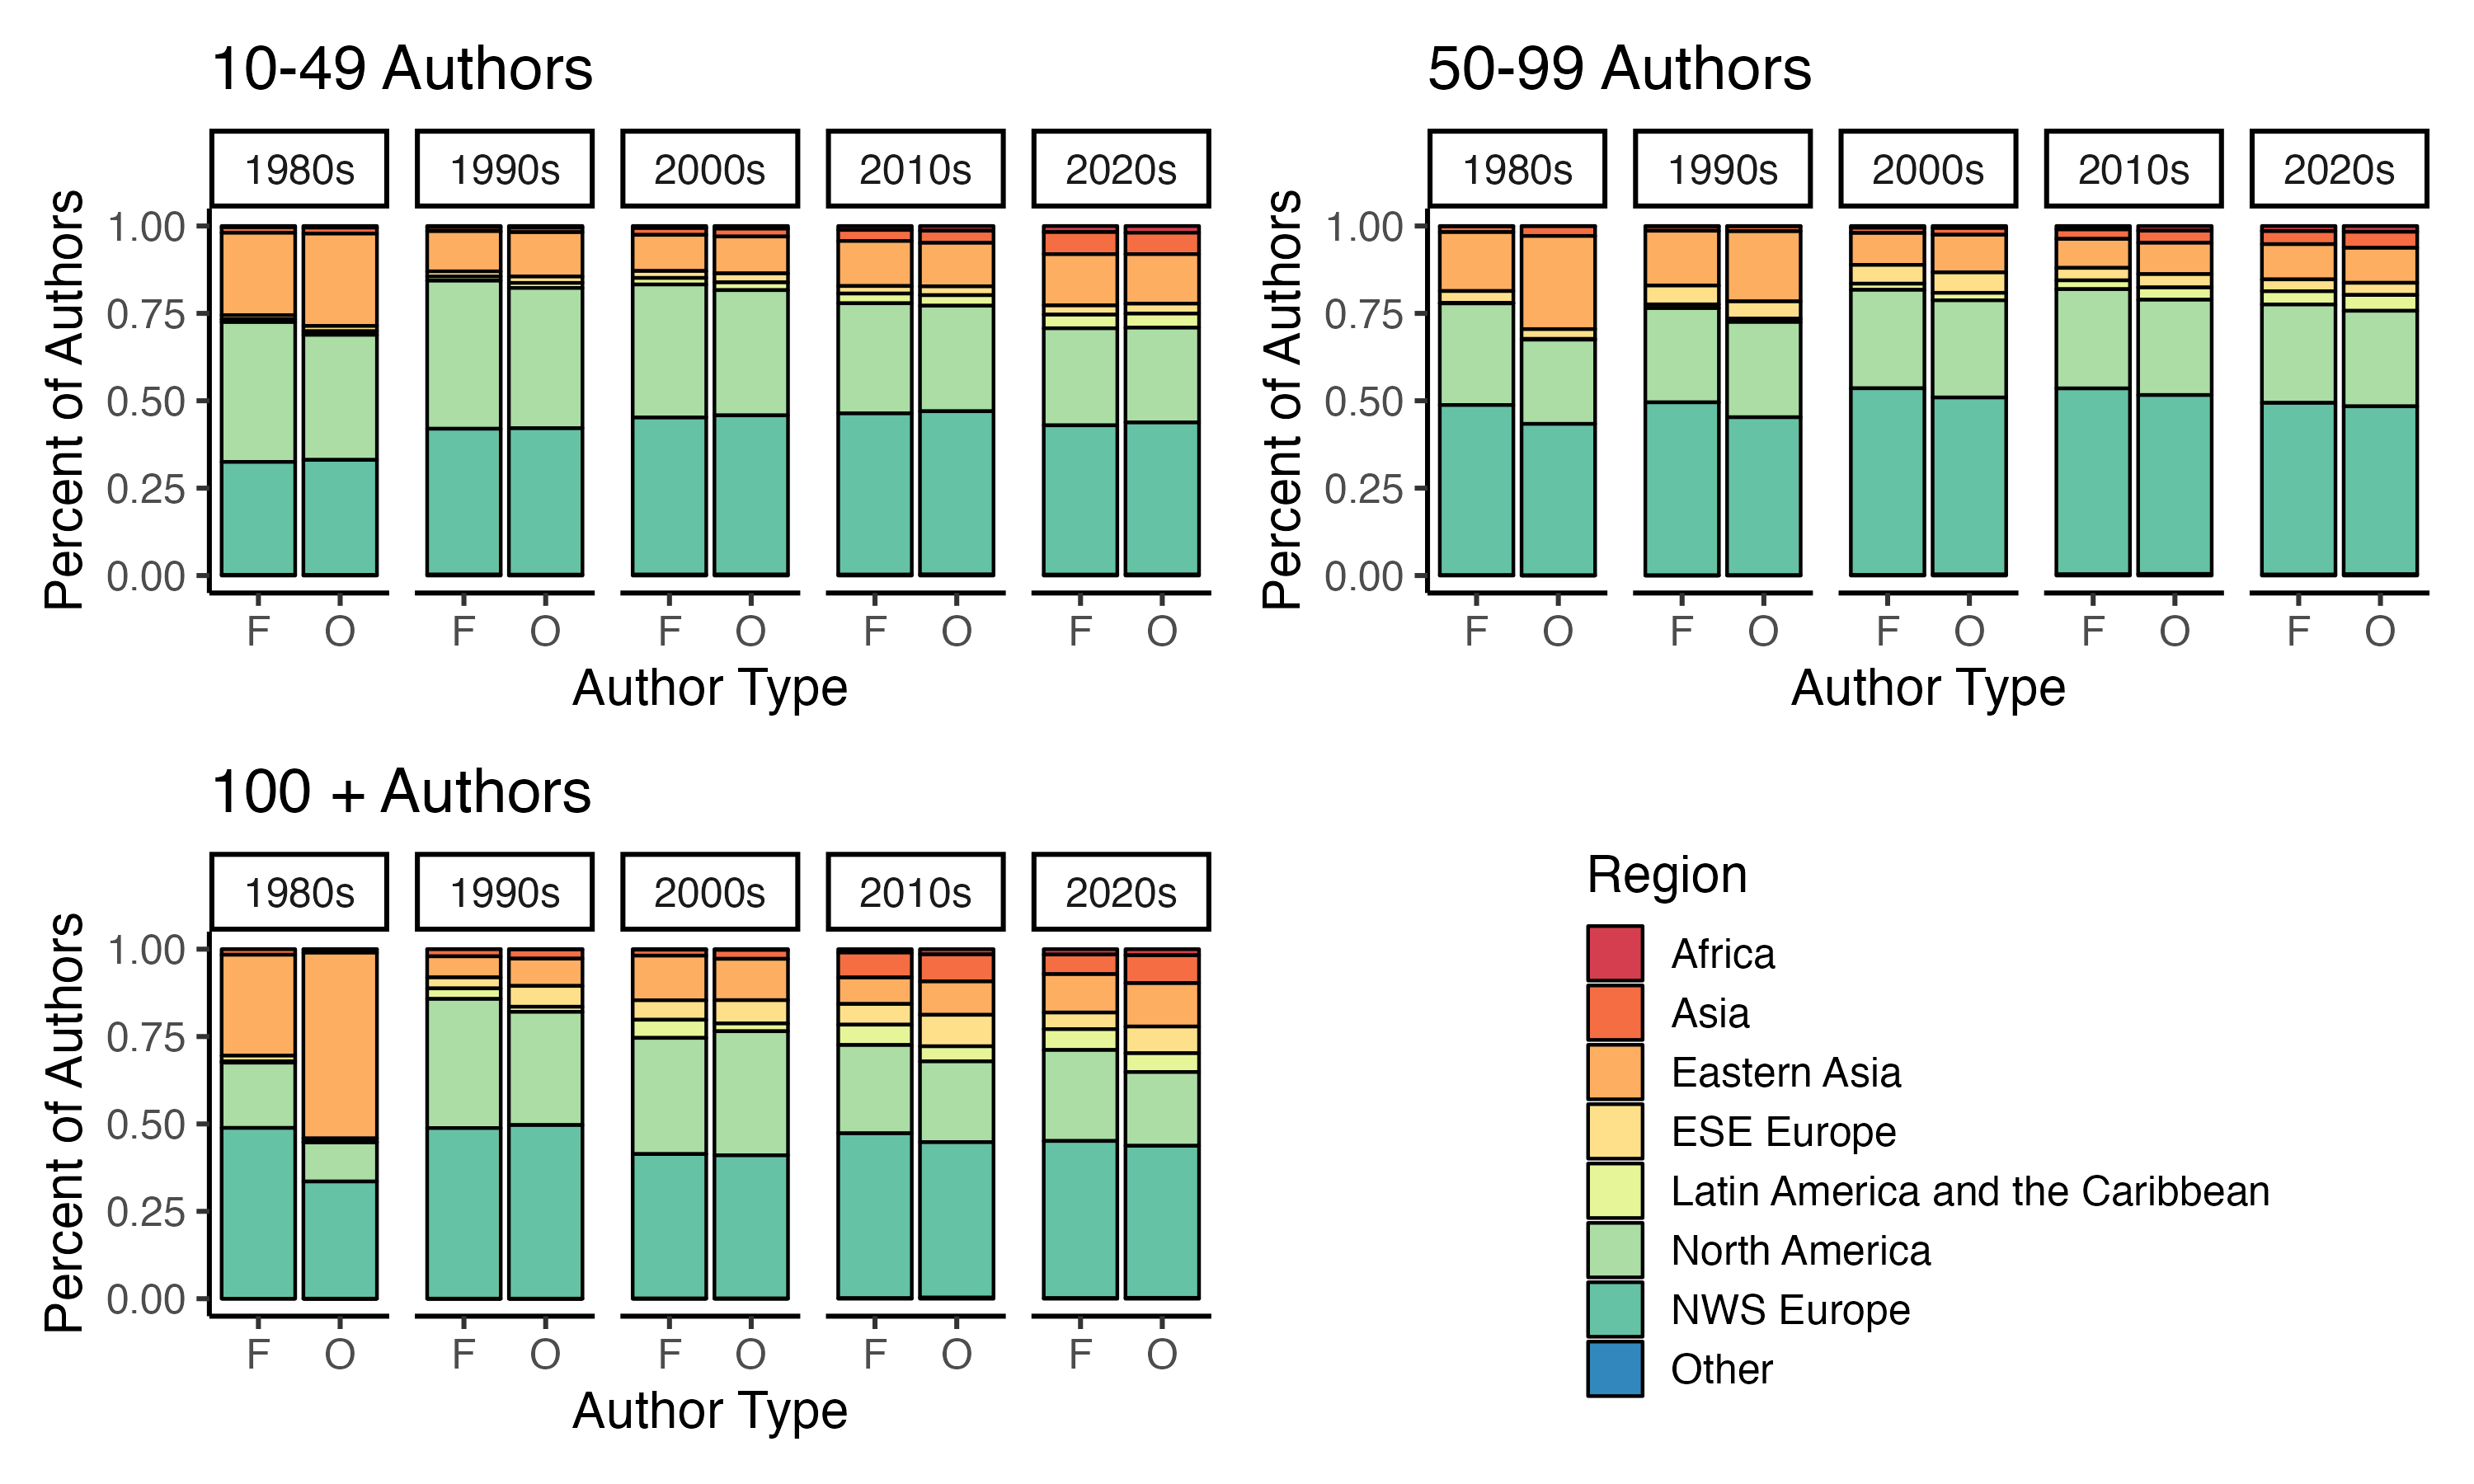 10-49 Authors
1980s 1990s 2000s 2010s 2020s
Percent of Authors
1.00
0.75
0.50
0.25
0.00
F O F O F O F O F O
Author Type
50-99 Authors
1980s 1990s 2000s 2010s 2020s
Percent of Authors
1.00
0.75
0.50
0.25
0.00
F O F O F O F O F O
Author Type
100 + Authors
1980s 1990s 2000s 2010s 2020s
Percent of Authors
1.00
0.75
0.50
0.25
0.00
F O F O F O F O F O
Author Type
Region
Africa
Asia
Eastern Asia
ESE Europe
Latin America and the Caribbean
North America
NWS Europe
Other